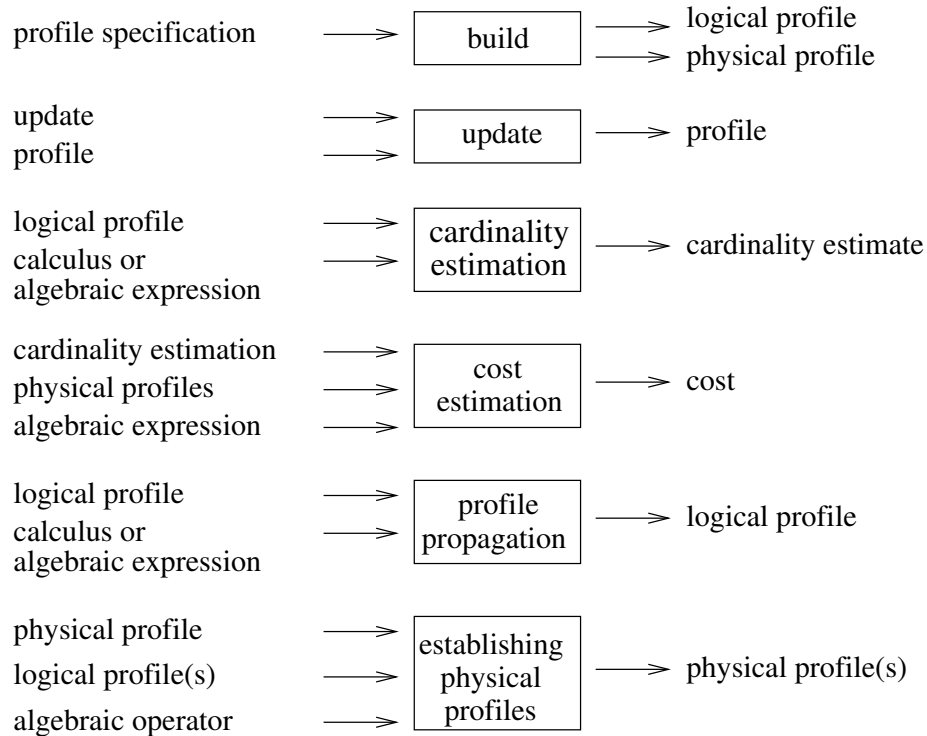 profile specification
build
logical profile
physical profile
update
profile
update
profile
logical profile
calculus or
algebraic expression
cardinality
estimation
cardinality estimate
cardinality estimation
physical profiles
algebraic expression
cost
estimation
cost
logical profile
calculus or
algebraic expression
profile
propagation
logical profile
physical profile
logical profile(s)
algebraic operator
establishing
physical
profiles
physical profile(s)